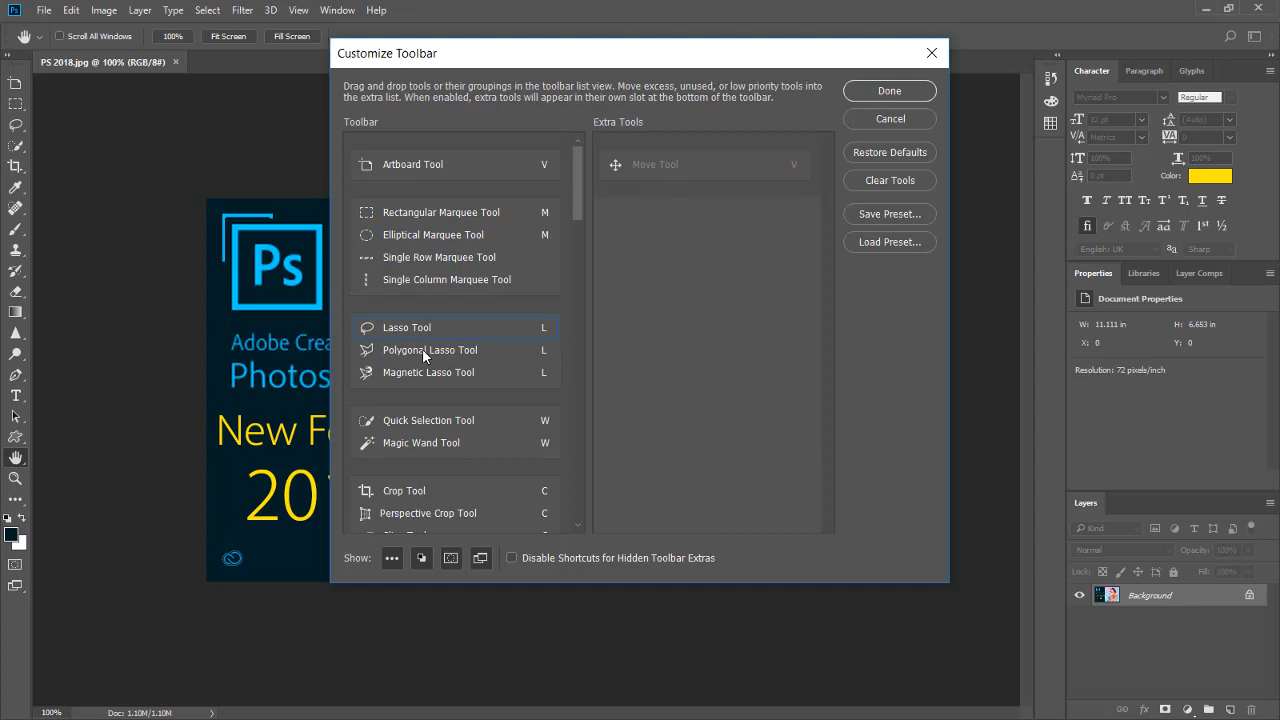 Ps File Edit Image Layer Type Select Filter 3D View Window Help
Scroll All Windows 100% Fit Screen Fill Screen
PS 2018.jpg @ 100% (RGB/8#) ×
Customize Toolbar
Drag and drop tools or their groupings in the toolbar list view. Move excess, unused, or low priority tools into
the extra list. When enabled, extra tools will appear in their own slot at the bottom of the toolbar.
Toolbar
Extra Tools
Artboard Tool V
Rectangular Marquee Tool M
Elliptical Marquee Tool M
Single Row Marquee Tool
Single Column Marquee Tool
Lasso Tool L
Polygonal Lasso Tool L
Magnetic Lasso Tool L
Quick Selection Tool W
Magic Wand Tool W
Crop Tool C
Perspective Crop Tool C
Move Tool V
Done
Cancel
Restore Defaults
Clear Tools
Save Preset...
Load Preset...
Show:
Disable Shortcuts for Hidden Toolbar Extras
Ps
Adobe Crea
Photos
New Fe
20
Character Paragraph Glyphs
Myriad Pro Regular
12 pt (Auto)
Metrics
100% 100%
0 pt Color:
English: UK Sharp
Properties Libraries Layer Comps
Document Properties
W: 11.111 in H: 6.653 in
X: 0 Y: 0
Resolution: 72 pixels/inch
Layers
Kind
Normal Opacity: 100%
Lock: Fill: 100%
Background
100% Doc: 1.10M/1.10M